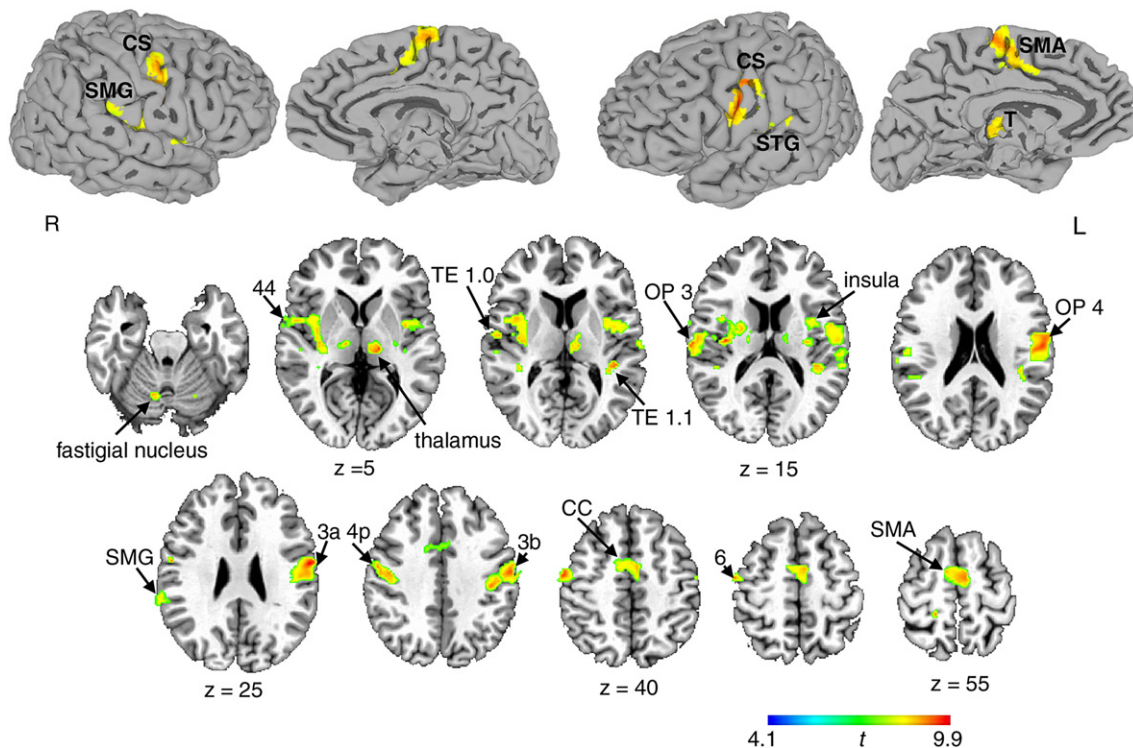 CS
SMG
CS
STG
SMA
T
R
L
44
TE 1.0
OP 3
insula
OP 4
fastigial nucleus
thalamus
TE 1.1
z =5
z = 15
SMG
3a
4p
3b
CC
6
SMA
z = 25
z = 40
z = 55
4.1 t 9.9